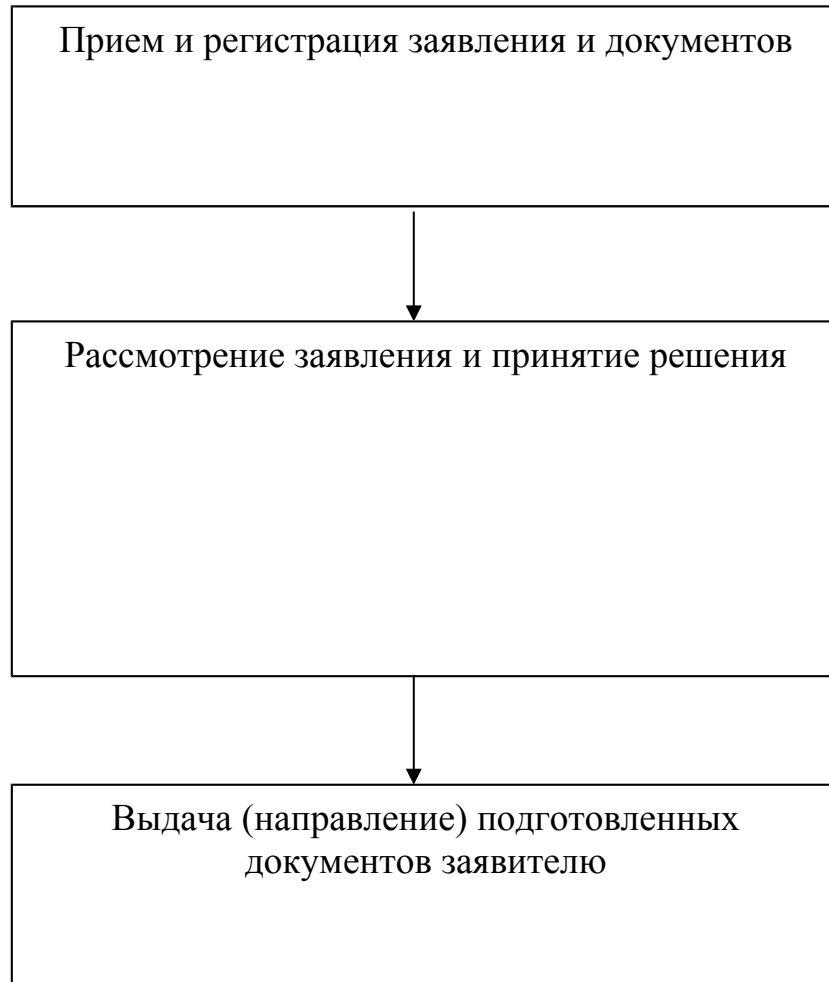 Прием и регистрация заявления и документов
Рассмотрение заявления и принятие решения
Выдача (направление) подготовленных
документов заявителю